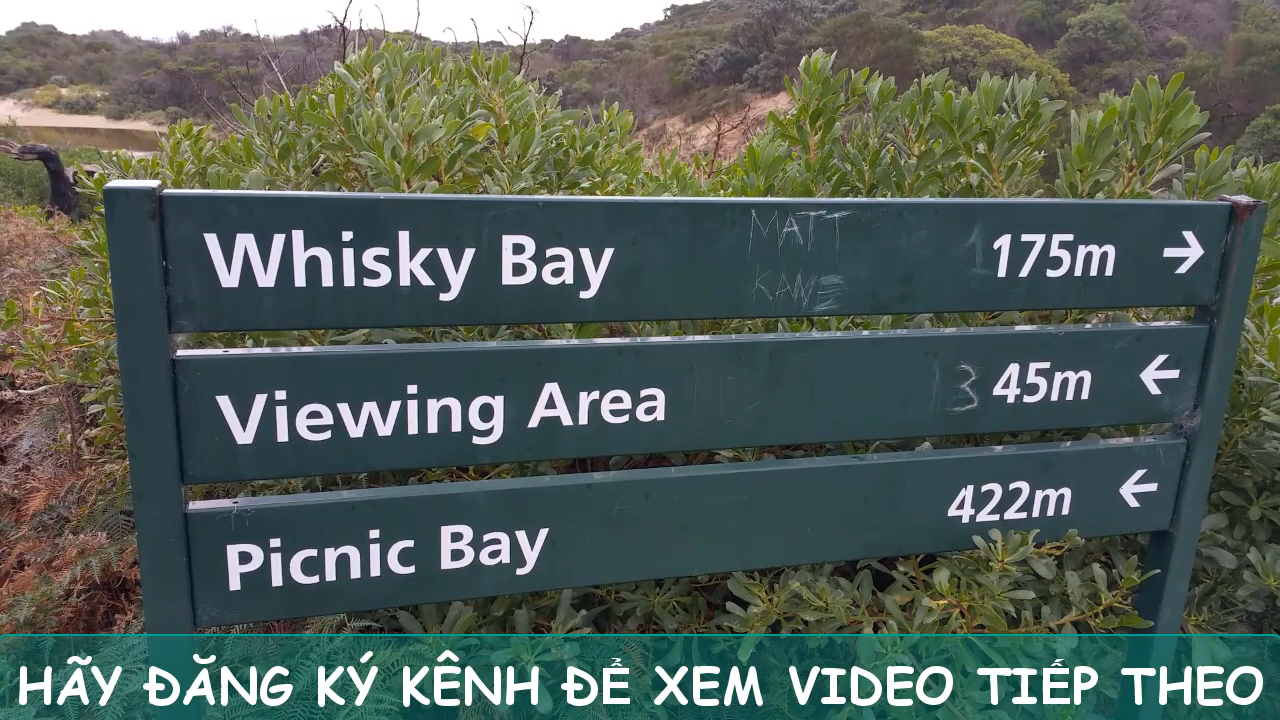 Whisky Bay 175m →
MATT
KANE
Viewing Area 45m ←
Picnic Bay 422m ←
HÃY ĐĂNG KÝ KÊNH ĐỂ XEM VIDEO TIẾP THEO